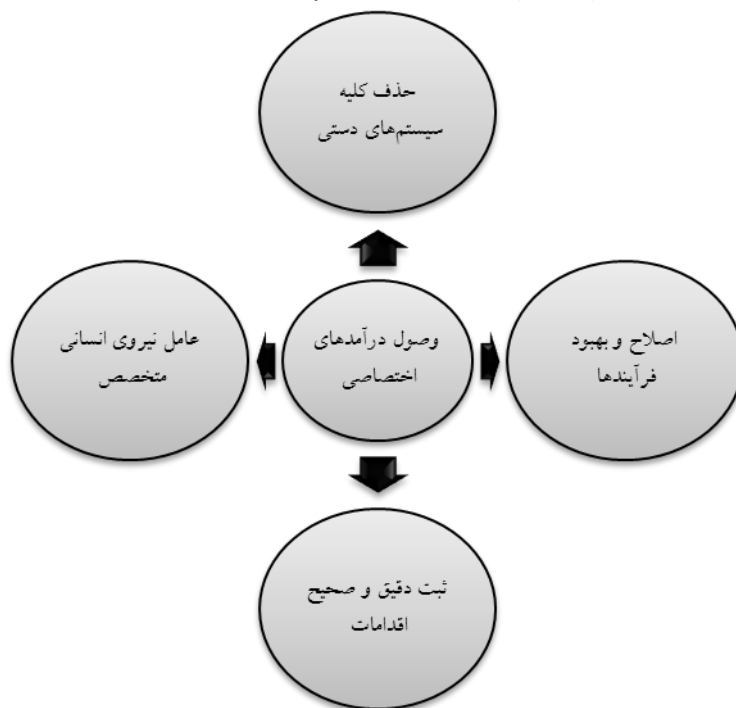 حذف کلیه
سیستم‌های دستی
اصلاح و بهبود
فرآیندها
وصول درآمدهای
اختصاصی
عامل نیروی انسانی
متخصص
ثبت دقیق و صحیح
اقدامات